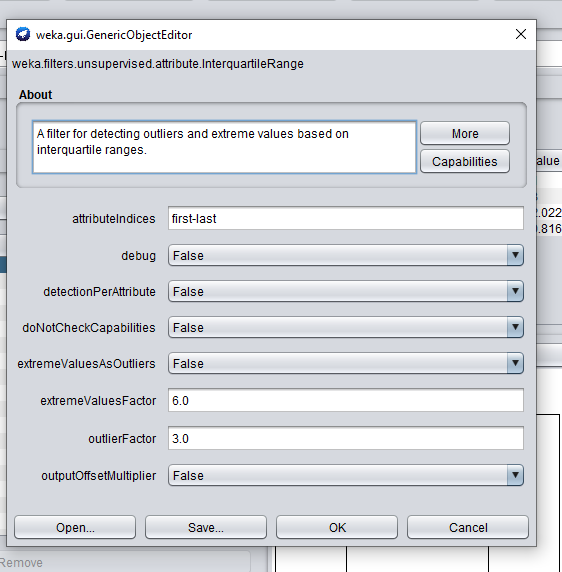 weka.gui.GenericObjectEditor
weka.filters.unsupervised.attribute.InterquartileRange
About
A filter for detecting outliers and extreme values based on
interquartile ranges.
More
Capabilities
attributeIndices first-last
debug False
detectionPerAttribute False
doNotCheckCapabilities False
extremeValuesAsOutliers False
extremeValuesFactor 6.0
outlierFactor 3.0
outputOffsetMultiplier False
Open... Save... OK Cancel
Remove